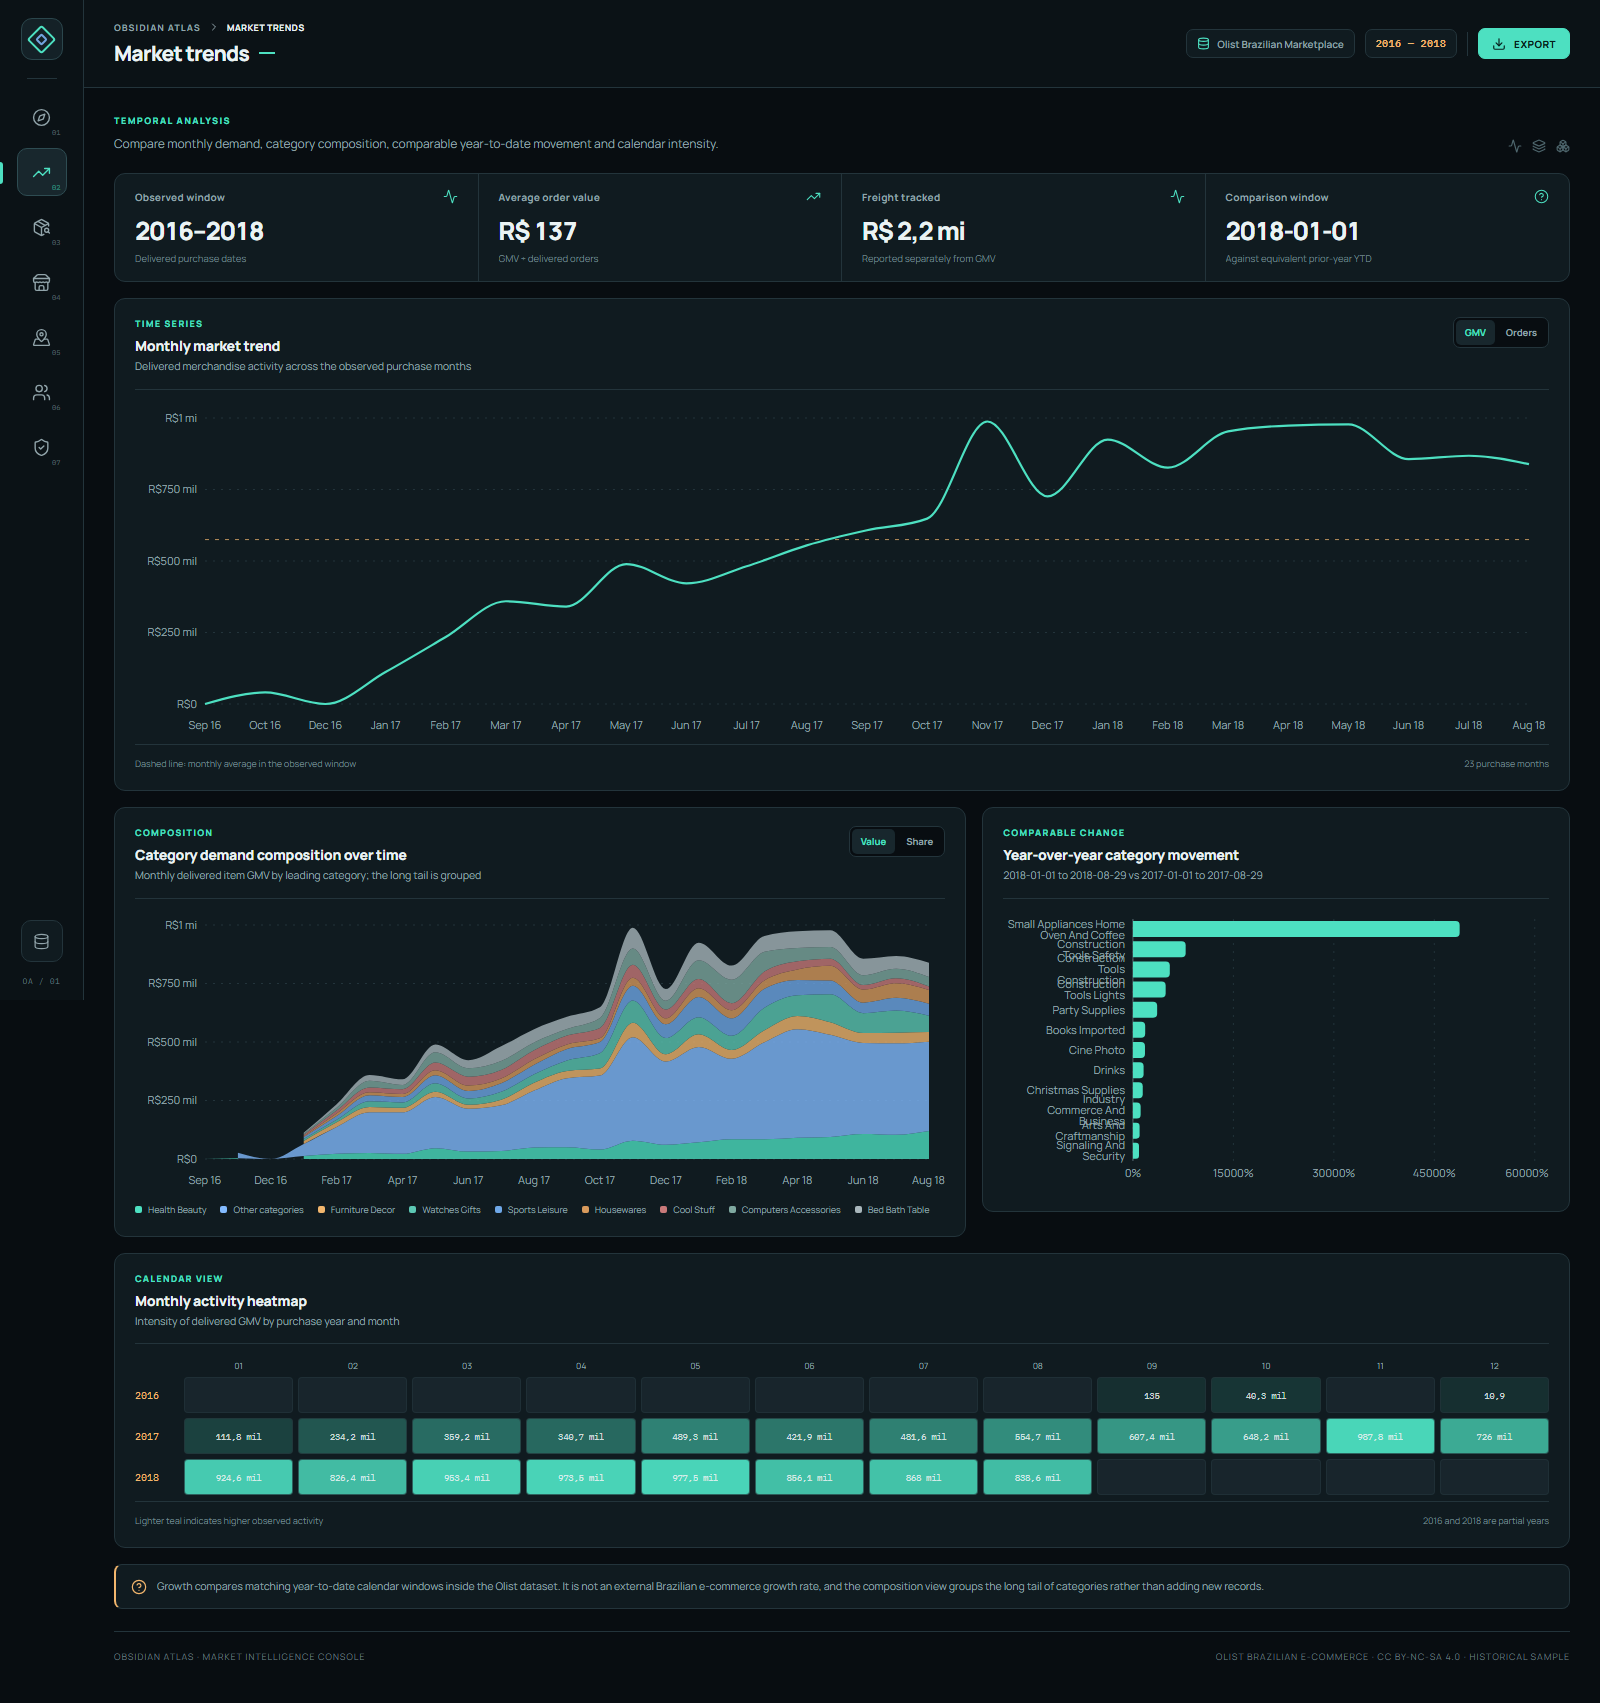 OBSIDIAN ATLAS > MARKET TRENDS
Market trends
Olist Brazilian Marketplace
2016 — 2018
EXPORT
01
02
03
04
05
06
07
OA / 01
TEMPORAL ANALYSIS
Compare monthly demand, category composition, comparable year-to-date movement and calendar intensity.
Observed window
2016–2018
Delivered purchase dates
Average order value
R$ 137
GMV ÷ delivered orders
Freight tracked
R$ 2,2 mi
Reported separately from GMV
Comparison window
2018-01-01
Against equivalent prior-year YTD
TIME SERIES
Monthly market trend
Delivered merchandise activity across the observed purchase months
GMV Orders
R$1 mi
R$750 mil
R$500 mil
R$250 mil
R$0
Sep 16 Oct 16 Dec 16 Jan 17 Feb 17 Mar 17 Apr 17 May 17 Jun 17 Jul 17 Aug 17 Sep 17 Oct 17 Nov 17 Dec 17 Jan 18 Feb 18 Mar 18 Apr 18 May 18 Jun 18 Jul 18 Aug 18
Dashed line: monthly average in the observed window
23 purchase months
COMPOSITION
Category demand composition over time
Monthly delivered item GMV by leading category; the long tail is grouped
Value Share
R$1 mi
R$750 mil
R$500 mil
R$250 mil
R$0
Sep 16 Dec 16 Feb 17 Apr 17 Jun 17 Aug 17 Oct 17 Dec 17 Feb 18 Apr 18 Jun 18 Aug 18
Health Beauty Other categories Furniture Decor Watches Gifts Sports Leisure Housewares Cool Stuff Computers Accessories Bed Bath Table
COMPARABLE CHANGE
Year-over-year category movement
2018-01-01 to 2018-08-29 vs 2017-01-01 to 2017-08-29
Small Appliances Home
Oven And Coffee
Construction
Tools Safety
Construction
Tools
Construction
Construction
Tools Lights
Party Supplies
Books Imported
Cine Photo
Drinks
Christmas Supplies
Industry
Commerce And
Business
Arts And
Craftmanship
Signaling And
Security
0% 15000% 30000% 45000% 60000%
CALENDAR VIEW
Monthly activity heatmap
Intensity of delivered GMV by purchase year and month
01 02 03 04 05 06 07 08 09 10 11 12
2016 135 40,3 mil 10,9
2017 111,8 mil 234,2 mil 359,2 mil 340,7 mil 489,3 mil 421,9 mil 481,6 mil 554,7 mil 607,4 mil 648,2 mil 987,8 mil 726 mil
2018 924,6 mil 826,4 mil 953,4 mil 973,5 mil 977,5 mil 856,1 mil 868 mil 838,6 mil
Lighter teal indicates higher observed activity
2016 and 2018 are partial years
Growth compares matching year-to-date calendar windows inside the Olist dataset. It is not an external Brazilian e-commerce growth rate, and the composition view groups the long tail of categories rather than adding new records.
OBSIDIAN ATLAS · MARKET INTELLIGENCE CONSOLE
OLIST BRAZILIAN E-COMMERCE · CC BY-NC-SA 4.0 · HISTORICAL SAMPLE